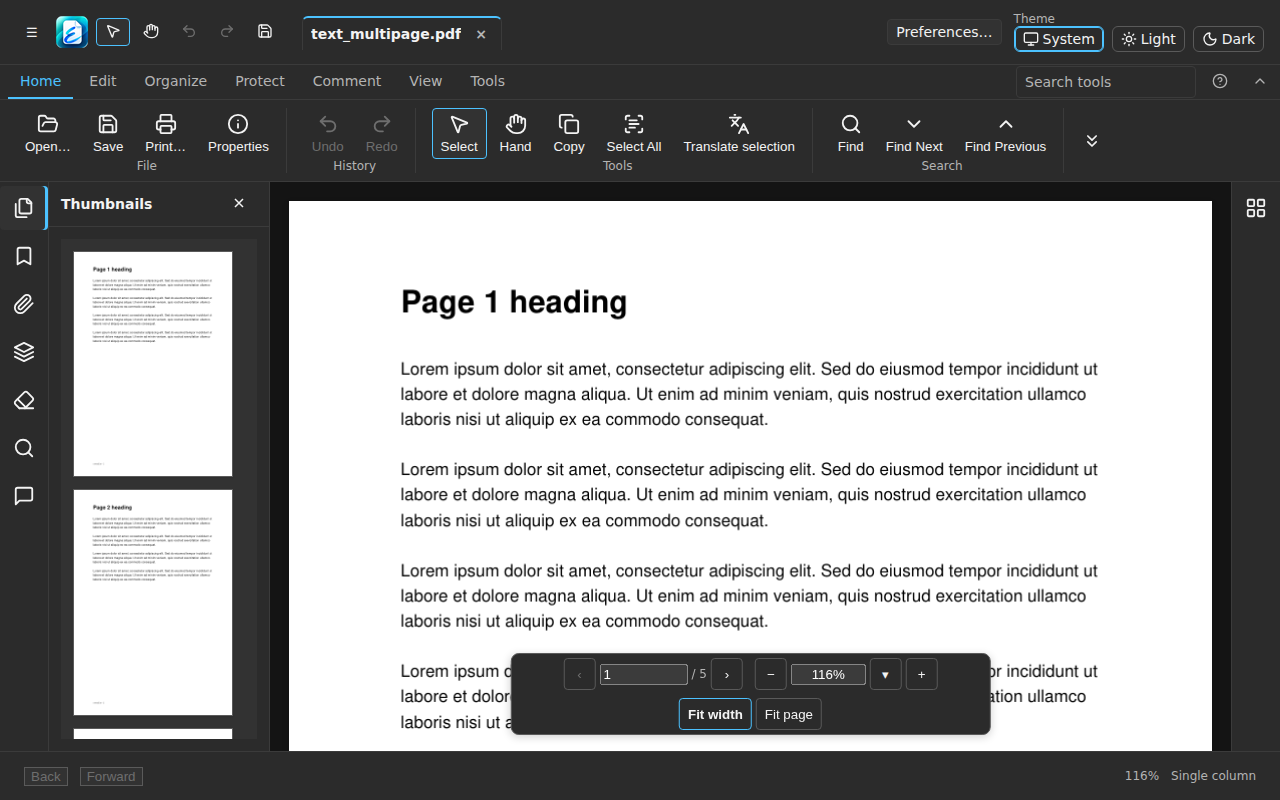 text_multipage.pdf
Preferences...
Theme
System
Light
Dark
Home
Edit
Organize
Protect
Comment
View
Tools
Search tools
Open...
Save
Print...
Properties
File
Undo
Redo
History
Select
Hand
Copy
Select All
Translate selection
Tools
Find
Find Next
Find Previous
Search
Thumbnails
Page 1 heading
Page 2 heading
Page 1 heading
Lorem ipsum dolor sit amet, consectetur adipiscing elit. Sed do eiusmod tempor incididunt ut
labore et dolore magna aliqua. Ut enim ad minim veniam, quis nostrud exercitation ullamco
laboris nisi ut aliquip ex ea commodo consequat.
Lorem ipsum dolor sit amet, consectetur adipiscing elit. Sed do eiusmod tempor incididunt ut
labore et dolore magna aliqua. Ut enim ad minim veniam, quis nostrud exercitation ullamco
laboris nisi ut aliquip ex ea commodo consequat.
Lorem ipsum dolor sit amet, consectetur adipiscing elit. Sed do eiusmod tempor incididunt ut
labore et dolore magna aliqua. Ut enim ad minim veniam, quis nostrud exercitation ullamco
laboris nisi ut aliquip ex ea commodo consequat.
Lorem ipsum or incididunt ut
labore et dolor ation ullamco
laboris nisi ut a
1 / 5
116%
Fit width
Fit page
Back
Forward
116%
Single column